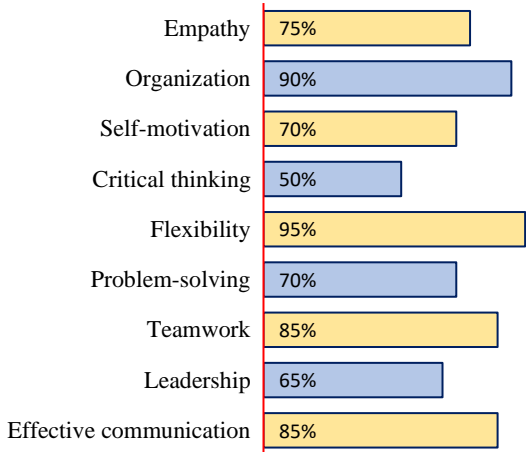 Empathy 75%
Organization 90%
Self-motivation 70%
Critical thinking 50%
Flexibility 95%
Problem-solving 70%
Teamwork 85%
Leadership 65%
Effective communication 85%